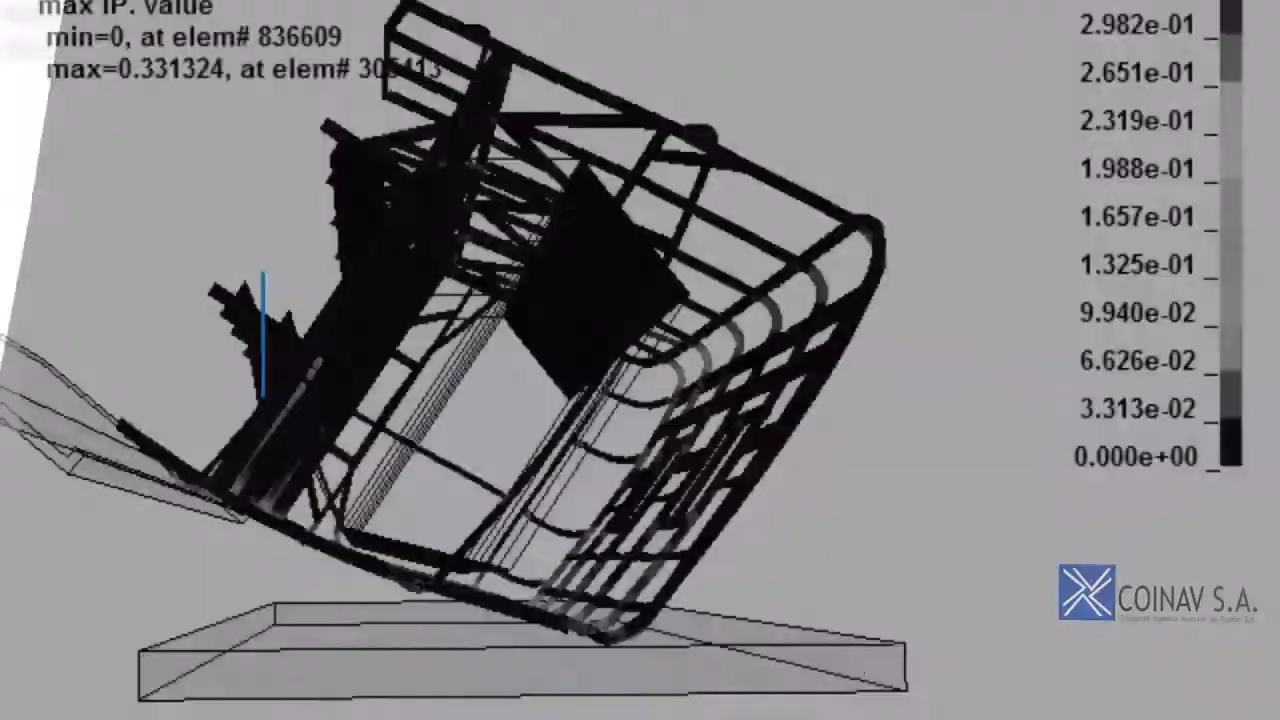 max IP. value
min=0, at elem# 836609
max=0.331324, at elem#
2.982e-01
2.651e-01
2.319e-01
1.988e-01
1.657e-01
1.325e-01
9.940e-02
6.626e-02
3.313e-02
0.000e+00
COINAV S.A.